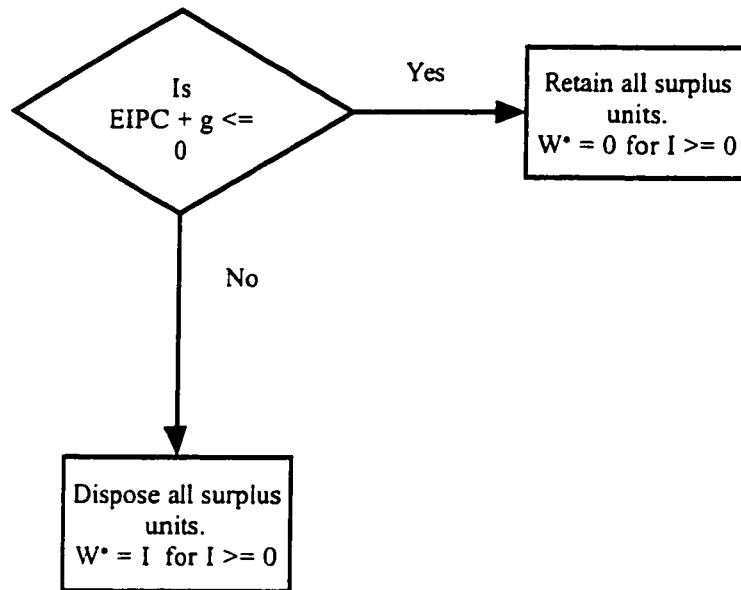 Is
EIPC + g <=
0
Yes
Retain all surplus
units.
W* = 0 for I >= 0
No
Dispose all surplus
units.
W* = I for I >= 0